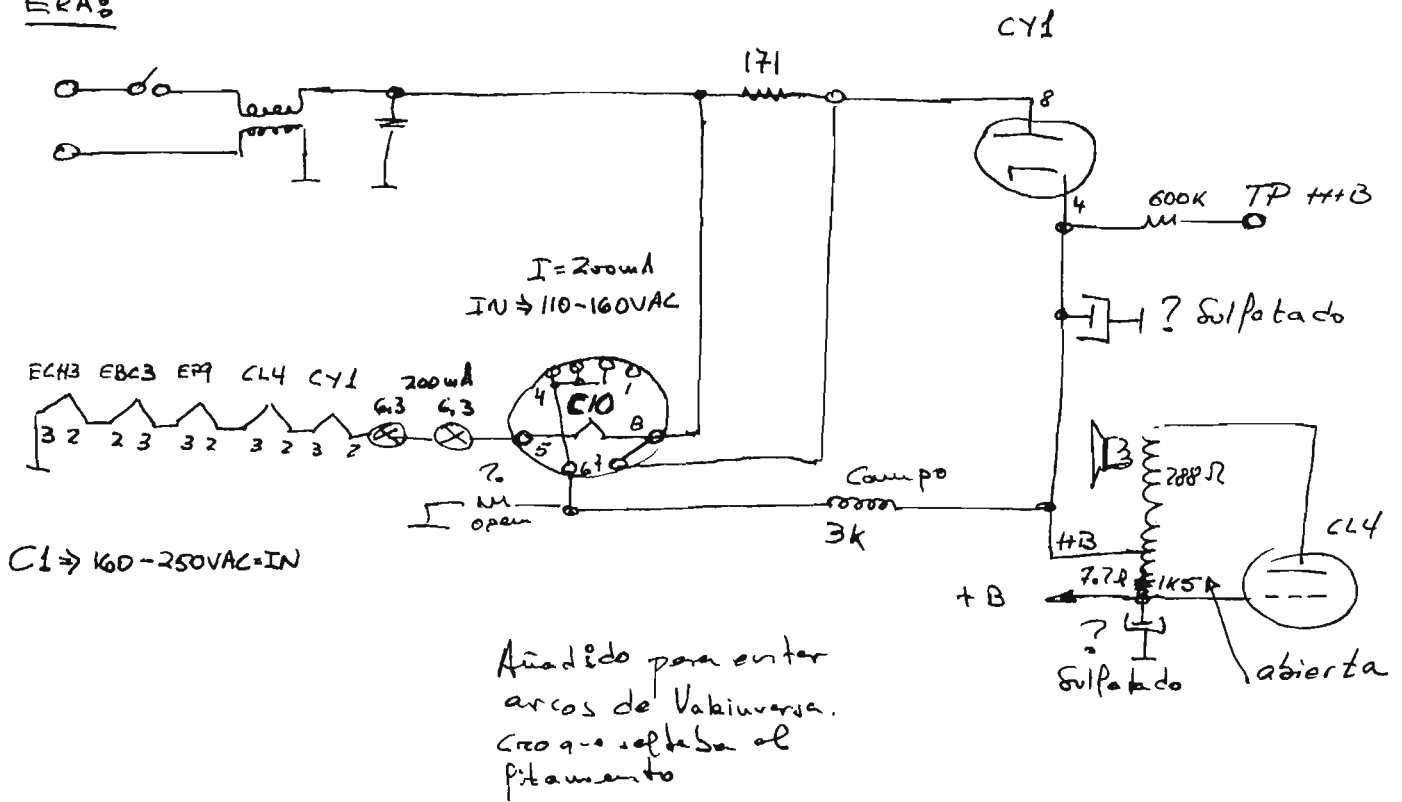 ERA:
CY1
171
8
4
600K
TP ++B
I=200mA
IN⇒110-160VAC
? Sulfatado
ECH3 EBC3 EF9 CL4 CY1
200mA
6,3 6,3
C10
1
4
5
8
6
7
3 2 2 3 3 2 3 2 3 2
?
open
Campo
3K
288Ω
CL4
++B
7.7Ω
1K5
+B
?
Sulfatado
abierta
C1⇒160-250VAC=IN
Añadido para evitar
arcos de Vakinversa.
Creo que saltaba al
filamento